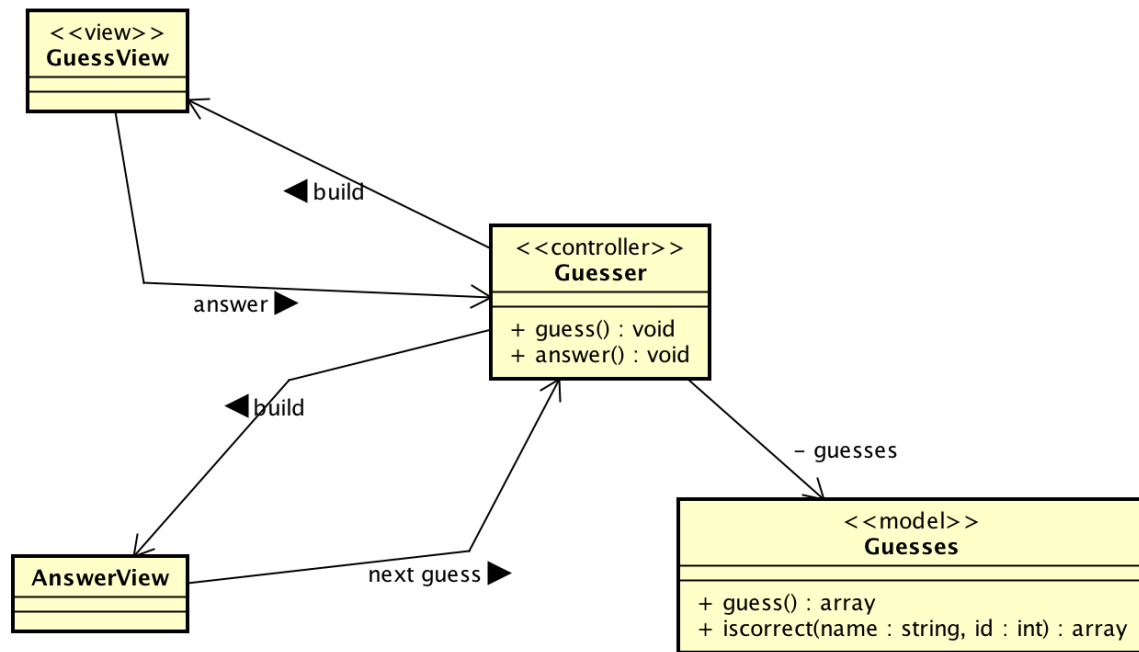 <<view>>
GuessView
◀ build
<<controller>>
Guesser
+ guess() : void
+ answer() : void
answer ▶
◀ build
- guesses
<<model>>
Guesses
+ guess() : array
+ iscorrect(name : string, id : int) : array
AnswerView
next guess ▶